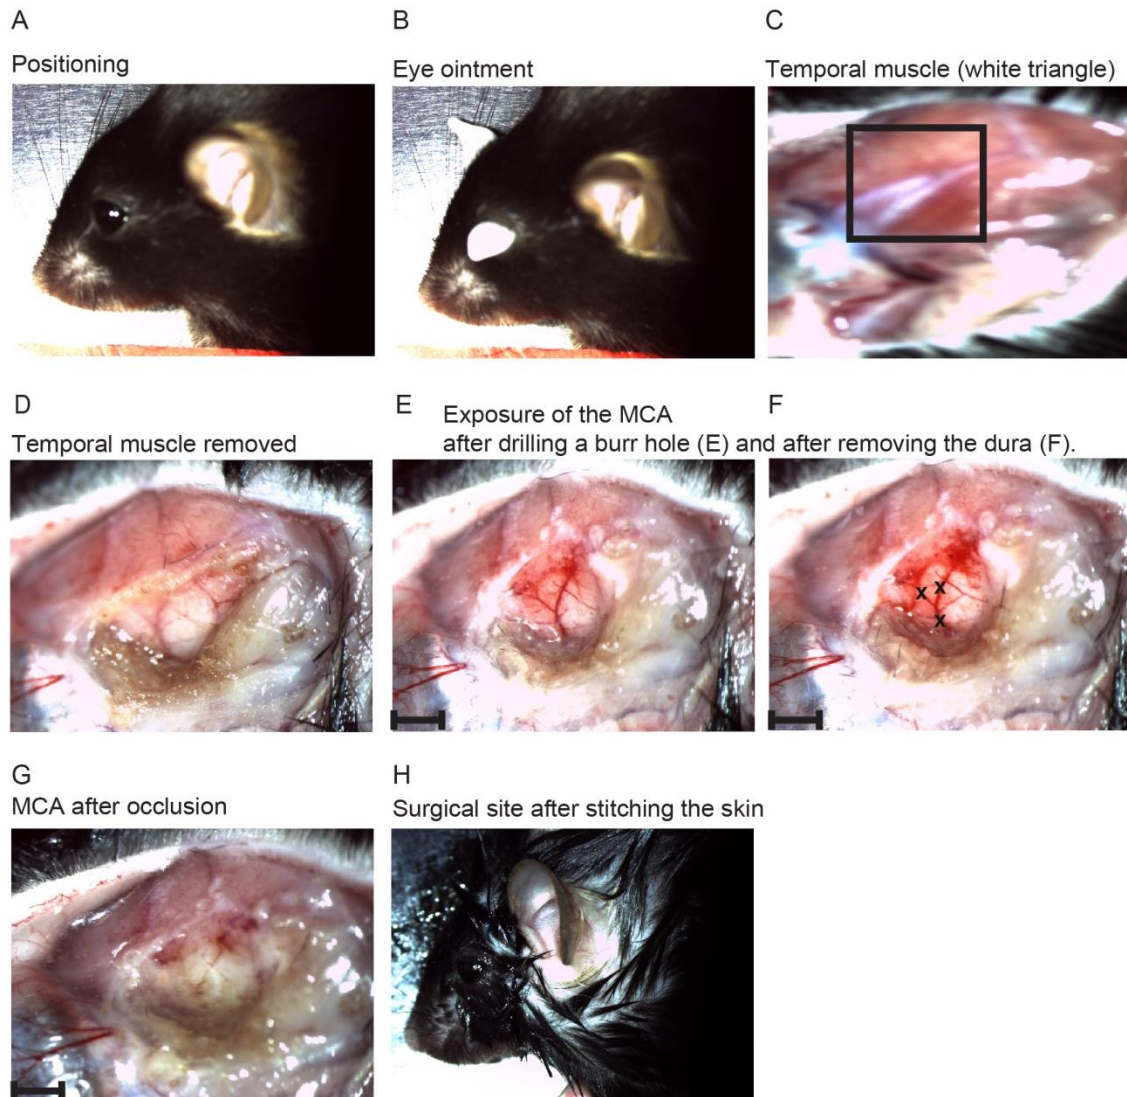 A
Positioning
B
Eye ointment
C
Temporal muscle (white triangle)
D
Temporal muscle removed
E
Exposure of the MCA
after drilling a burr hole (E) and after removing the dura (F).
F
x x
x
G
MCA after occlusion
H
Surgical site after stitching the skin